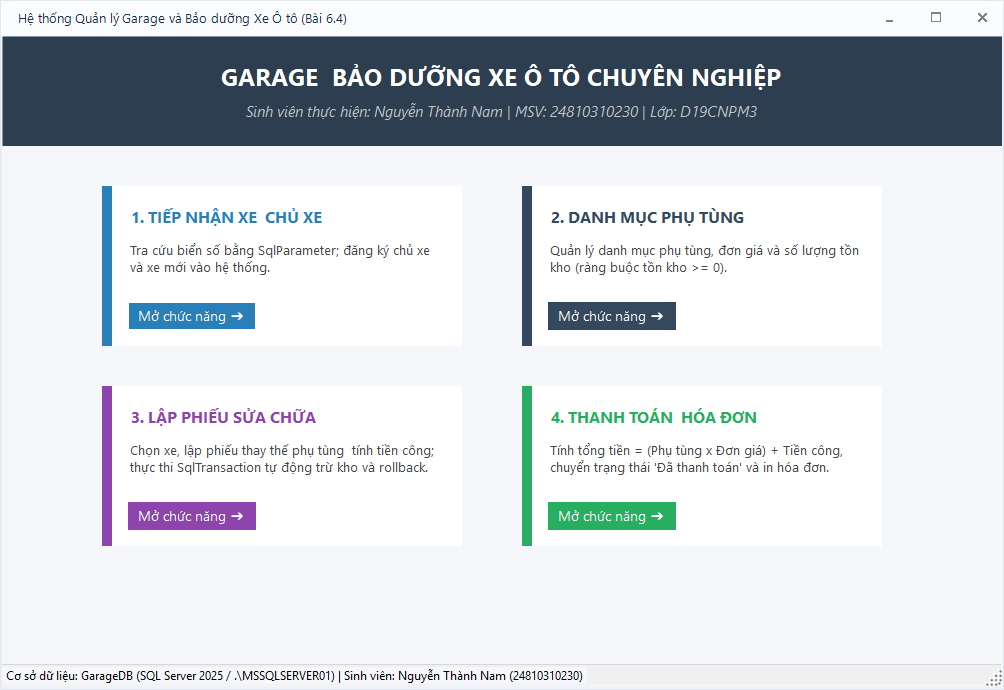 Hệ thống Quản lý Garage và Bảo dưỡng Xe Ô tô (Bài 6.4)
GARAGE  BẢO DƯỠNG XE Ô TÔ CHUYÊN NGHIỆP
Sinh viên thực hiện: Nguyễn Thành Nam | MSV: 24810310230 | Lớp: D19CNPM3
1. TIẾP NHẬN XE  CHỦ XE
Tra cứu biển số bằng SqlParameter; đăng ký chủ xe
và xe mới vào hệ thống.
Mở chức năng ➔
2. DANH MỤC PHỤ TÙNG
Quản lý danh mục phụ tùng, đơn giá và số lượng tồn
kho (ràng buộc tồn kho >= 0).
Mở chức năng ➔
3. LẬP PHIẾU SỬA CHỮA
Chọn xe, lập phiếu thay thế phụ tùng  tính tiền công;
thực thi SqlTransaction tự động trừ kho và rollback.
Mở chức năng ➔
4. THANH TOÁN  HÓA ĐƠN
Tính tổng tiền = (Phụ tùng x Đơn giá) + Tiền công,
chuyển trạng thái 'Đã thanh toán' và in hóa đơn.
Mở chức năng ➔
Cơ sở dữ liệu: GarageDB (SQL Server 2025 / .\MSSQLSERVER01) | Sinh viên: Nguyễn Thành Nam (24810310230)